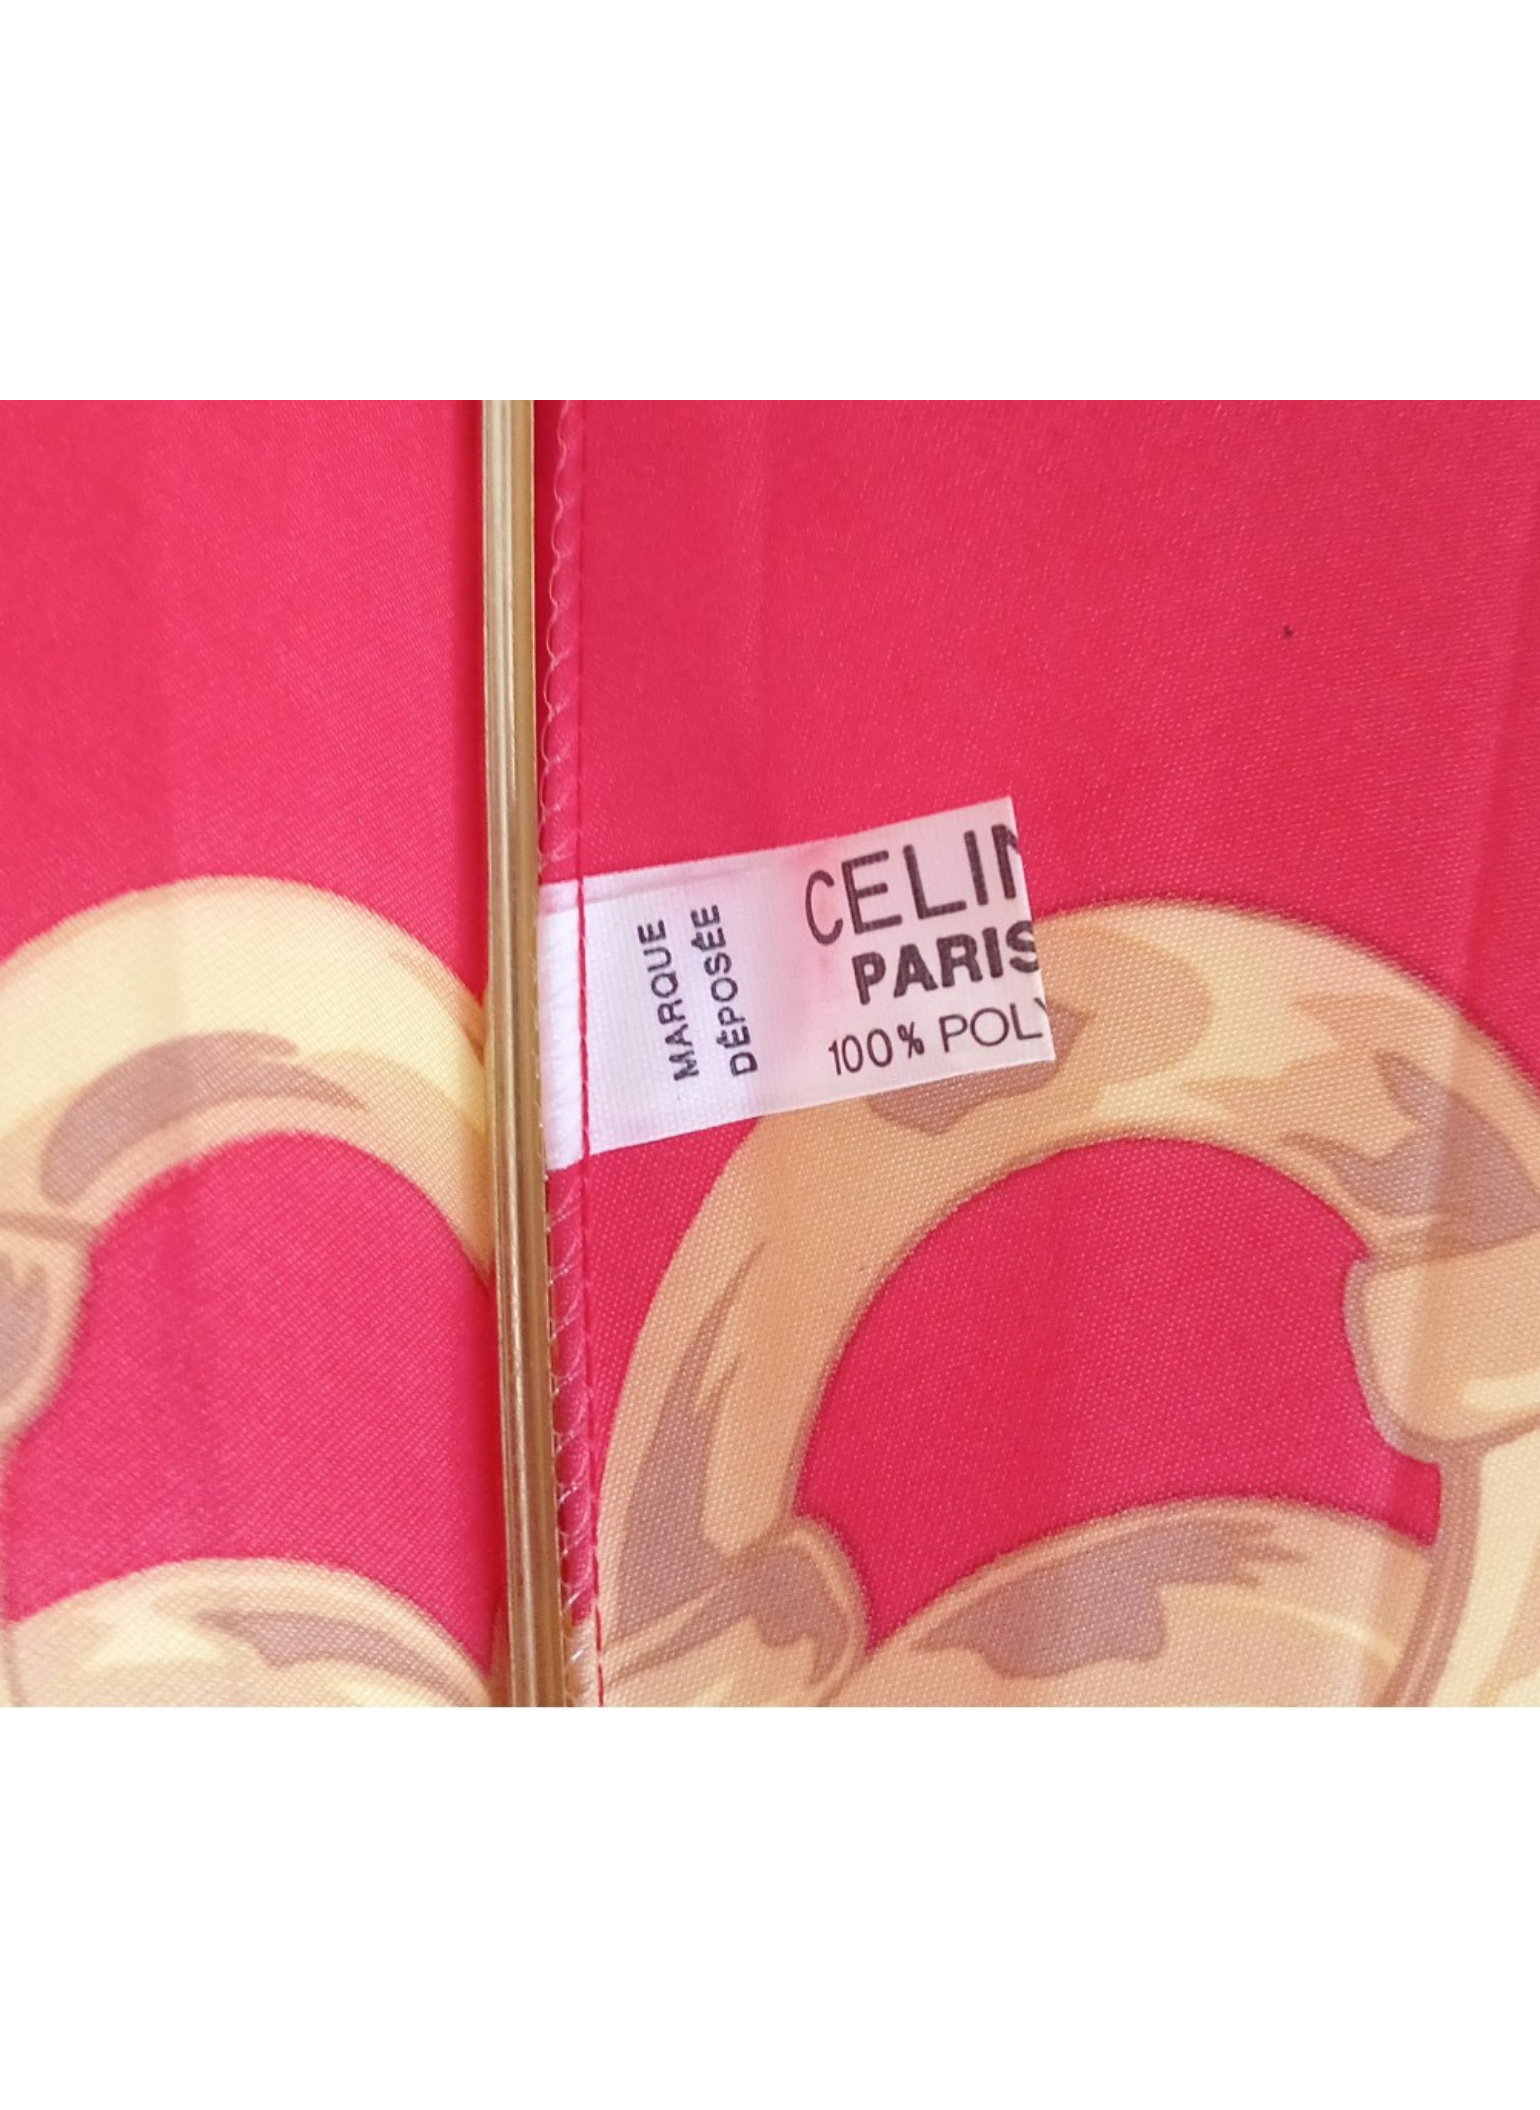 MARQUE
DÉPOSÉE
CELIN
PARIS
100% POLY